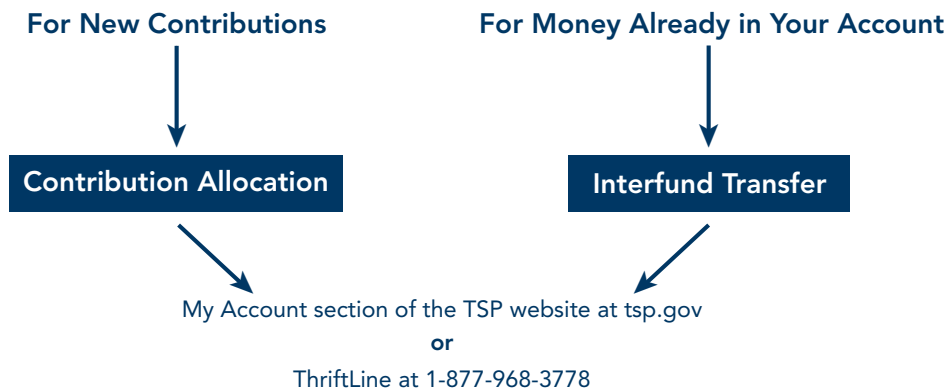 For New Contributions
For Money Already in Your Account
Contribution Allocation
Interfund Transfer
My Account section of the TSP website at tsp.gov
or
ThriftLine at 1-877-968-3778